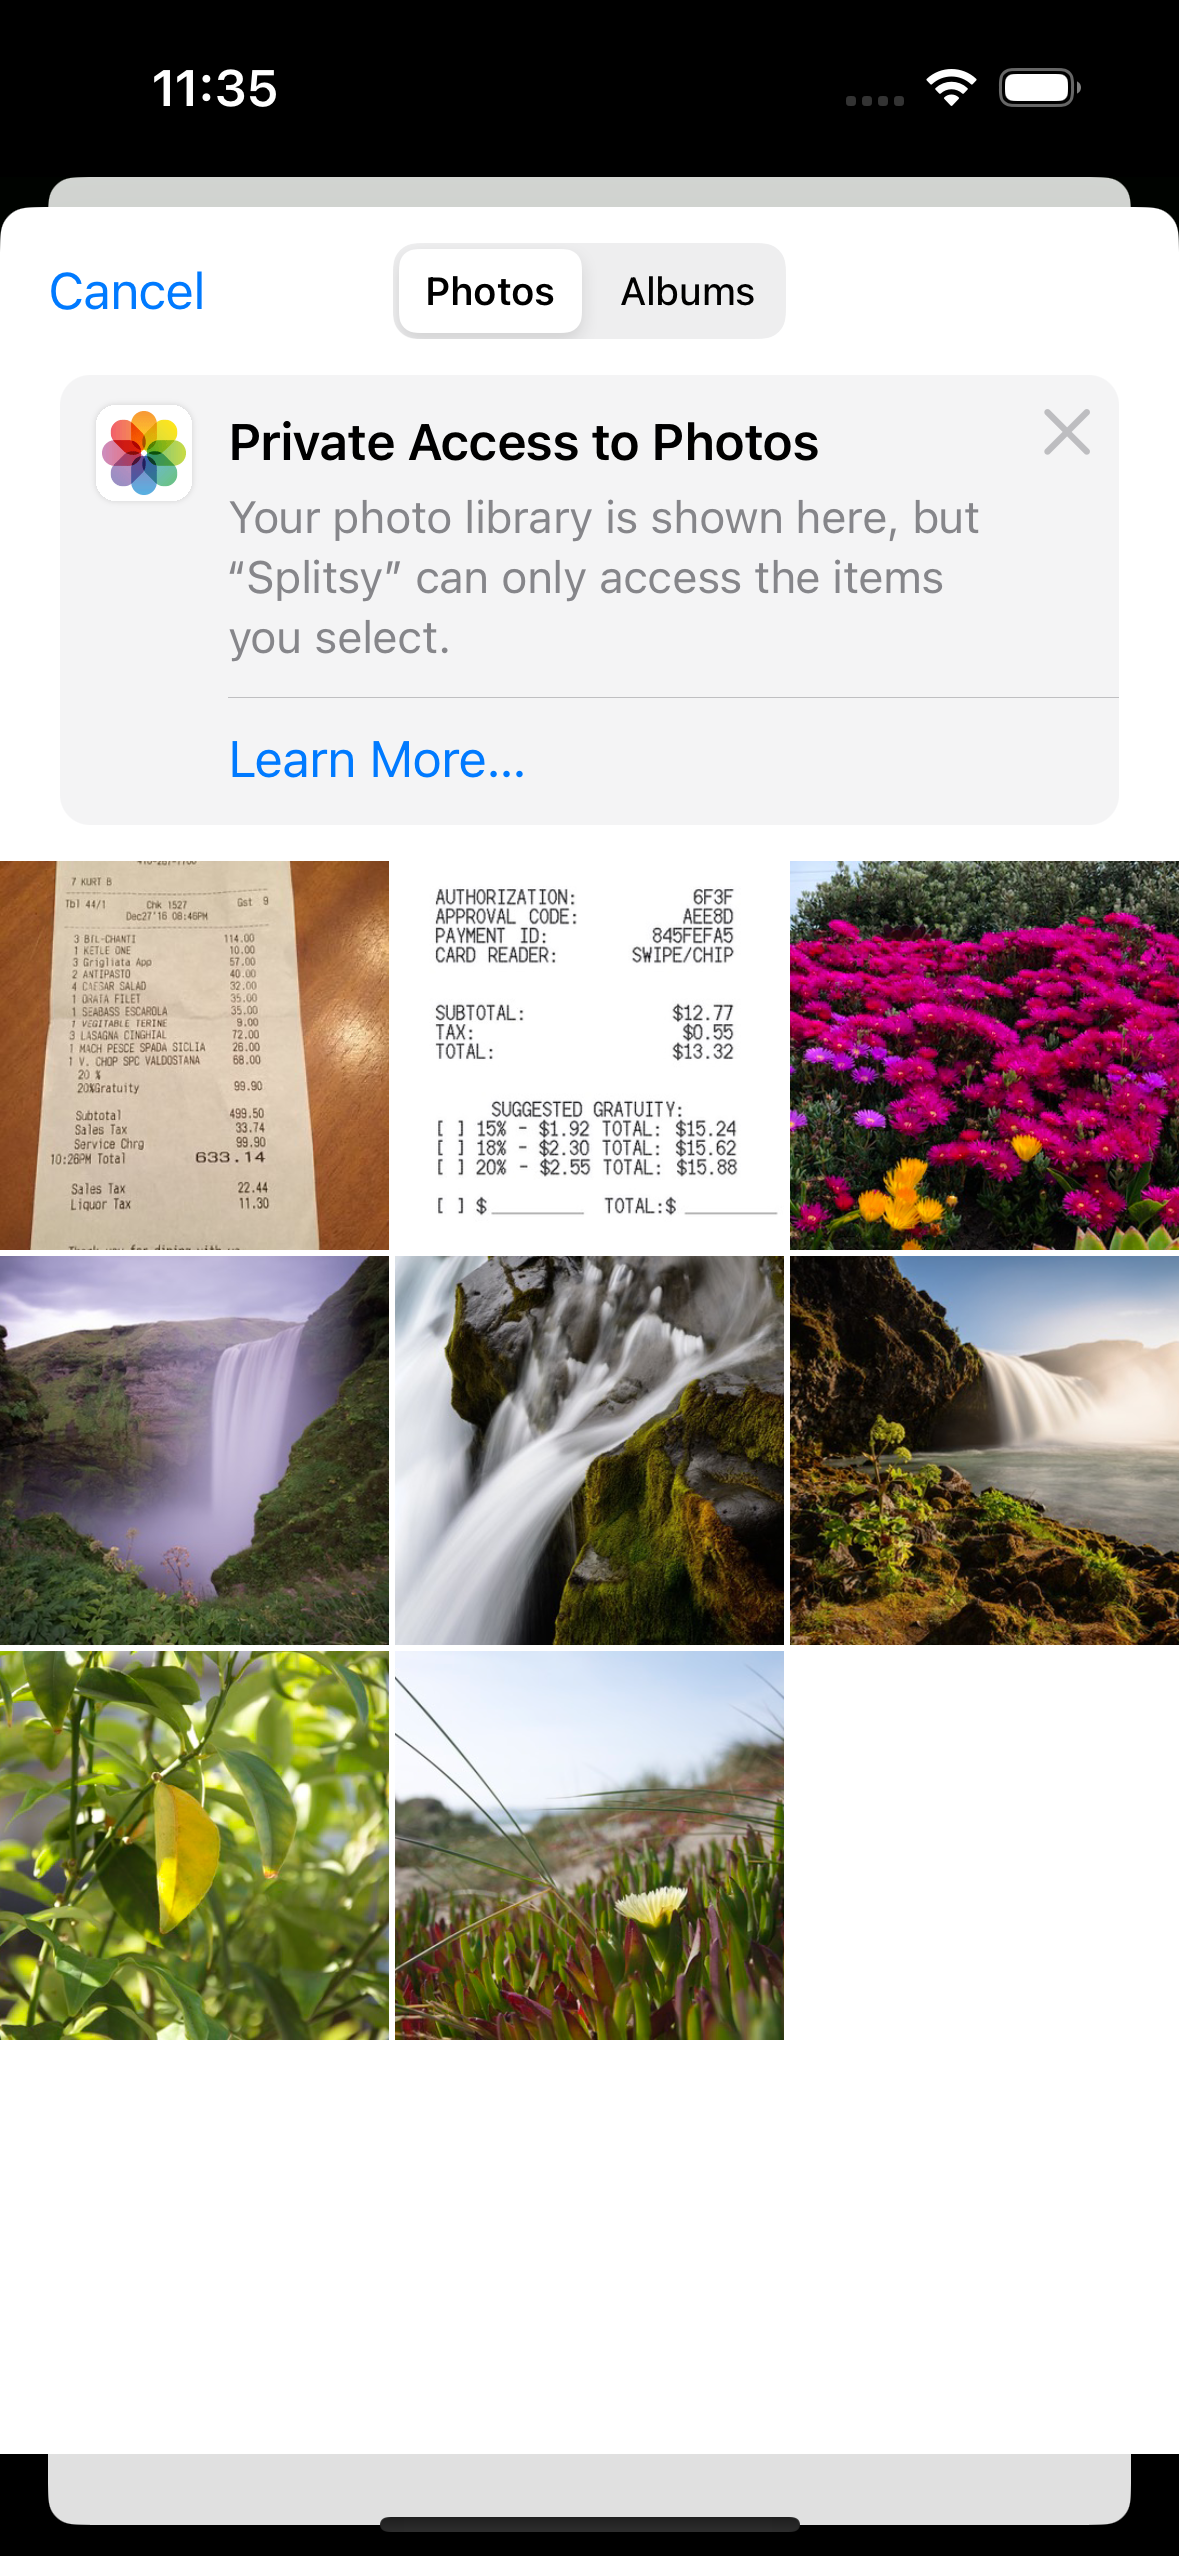 11:35
Cancel
Photos
Albums
Private Access to Photos
Your photo library is shown here, but
“Splitsy” can only access the items
you select.
Learn More...
7 KURT B
Tbl 44/1 Chk 1527 Gst 9
Dec27'16 08:46PM
3 BTL-CHANTI 114.00
1 KETLE ONE 10.00
3 Grigliata App 57.00
2 ANTIPASTO 40.00
4 CAESAR SALAD 32.00
1 ORATA FILET 35.00
1 SEABASS ESCAROLA 35.00
1 VEGITABLE TERINE 9.00
3 LASAGNA CINGHIAL 72.00
1 MACH PESCE SPADA SICLIA 26.00
1 V. CHOP SPC VALDOSTANA 68.00
20 %
20%Gratuity 99.90
Subtotal 499.50
Sales Tax 33.74
Service Chrg 99.90
10:26PM Total 633.14
Sales Tax 22.44
Liquor Tax 11.30
AUTHORIZATION: 6F3F
APPROVAL CODE: AEE8D
PAYMENT ID: 845FEFA5
CARD READER: SWIPE/CHIP
SUBTOTAL: $12.77
TAX: $0.55
TOTAL: $13.32
SUGGESTED GRATUITY:
[ ] 15% - $1.92 TOTAL: $15.24
[ ] 18% - $2.30 TOTAL: $15.62
[ ] 20% - $2.55 TOTAL: $15.88
[ ] $________ TOTAL:$________